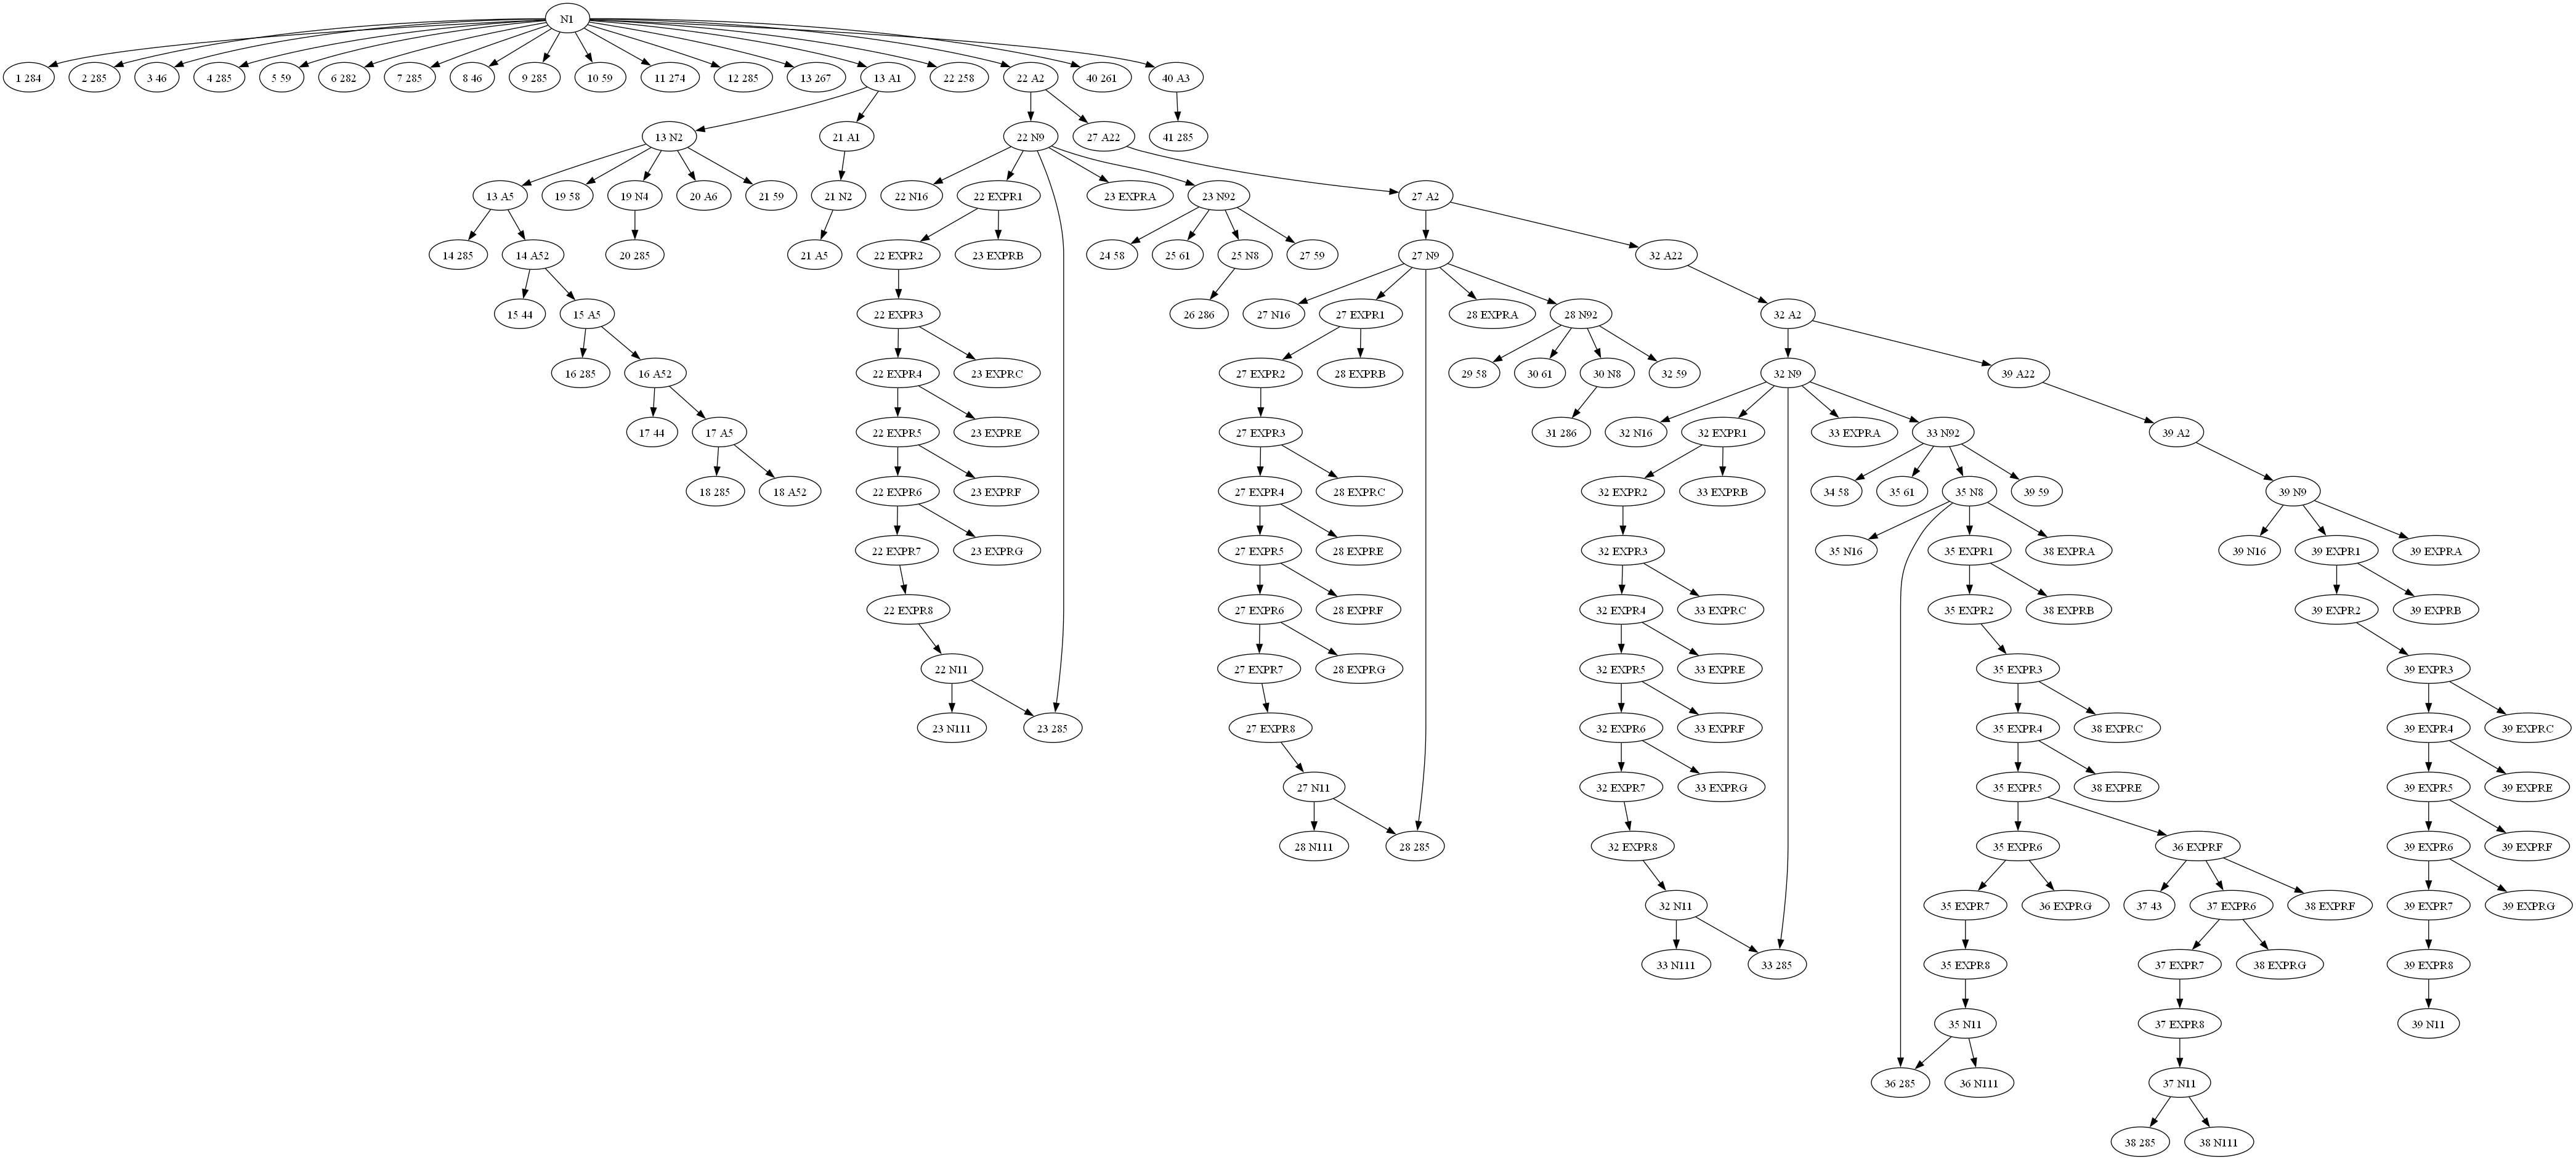 N1
1 284 2 285 3 46 4 285 5 59 6 282 7 285 8 46 9 285 10 59 11 274 12 285 13 267 13 A1 22 258 22 A2 40 261 40 A3
13 N2 21 A1 22 N9 27 A22 41 285
13 A5 19 58 19 N4 20 A6 21 59 21 N2 22 N16 22 EXPR1 23 EXPRA 23 N92 27 A2
14 285 14 A52 20 285 21 A5 22 EXPR2 23 EXPRB 24 58 25 61 25 N8 27 59 27 N9 32 A22
15 44 15 A5 22 EXPR3 26 286 27 N16 27 EXPR1 28 EXPRA 28 N92 32 A2
16 285 16 A52 22 EXPR4 23 EXPRC 27 EXPR2 28 EXPRB 29 58 30 61 30 N8 32 59 32 N9 39 A22
17 44 17 A5 22 EXPR5 23 EXPRE 27 EXPR3 31 286 32 N16 32 EXPR1 33 EXPRA 33 N92 39 A2
18 285 18 A52 22 EXPR6 23 EXPRF 27 EXPR4 28 EXPRC 32 EXPR2 33 EXPRB 34 58 35 61 35 N8 39 59 39 N9
22 EXPR7 23 EXPRG 27 EXPR5 28 EXPRE 32 EXPR3 35 N16 35 EXPR1 38 EXPRA 39 N16 39 EXPR1 39 EXPRA
22 EXPR8 27 EXPR6 28 EXPRF 32 EXPR4 33 EXPRC 35 EXPR2 38 EXPRB 39 EXPR2 39 EXPRB
22 N11 27 EXPR7 28 EXPRG 32 EXPR5 33 EXPRE 35 EXPR3 39 EXPR3
23 N111 23 285 27 EXPR8 32 EXPR6 33 EXPRF 35 EXPR4 38 EXPRC 39 EXPR4 39 EXPRC
27 N11 32 EXPR7 33 EXPRG 35 EXPR5 38 EXPRE 39 EXPR5 39 EXPRE
28 N111 28 285 32 EXPR8 35 EXPR6 36 EXPRF 39 EXPR6 39 EXPRF
32 N11 35 EXPR7 36 EXPRG 37 43 37 EXPR6 38 EXPRF 39 EXPR7 39 EXPRG
33 N111 33 285 35 EXPR8 37 EXPR7 38 EXPRG 39 EXPR8
35 N11 37 EXPR8 39 N11
36 285 36 N111 37 N11
38 285 38 N111